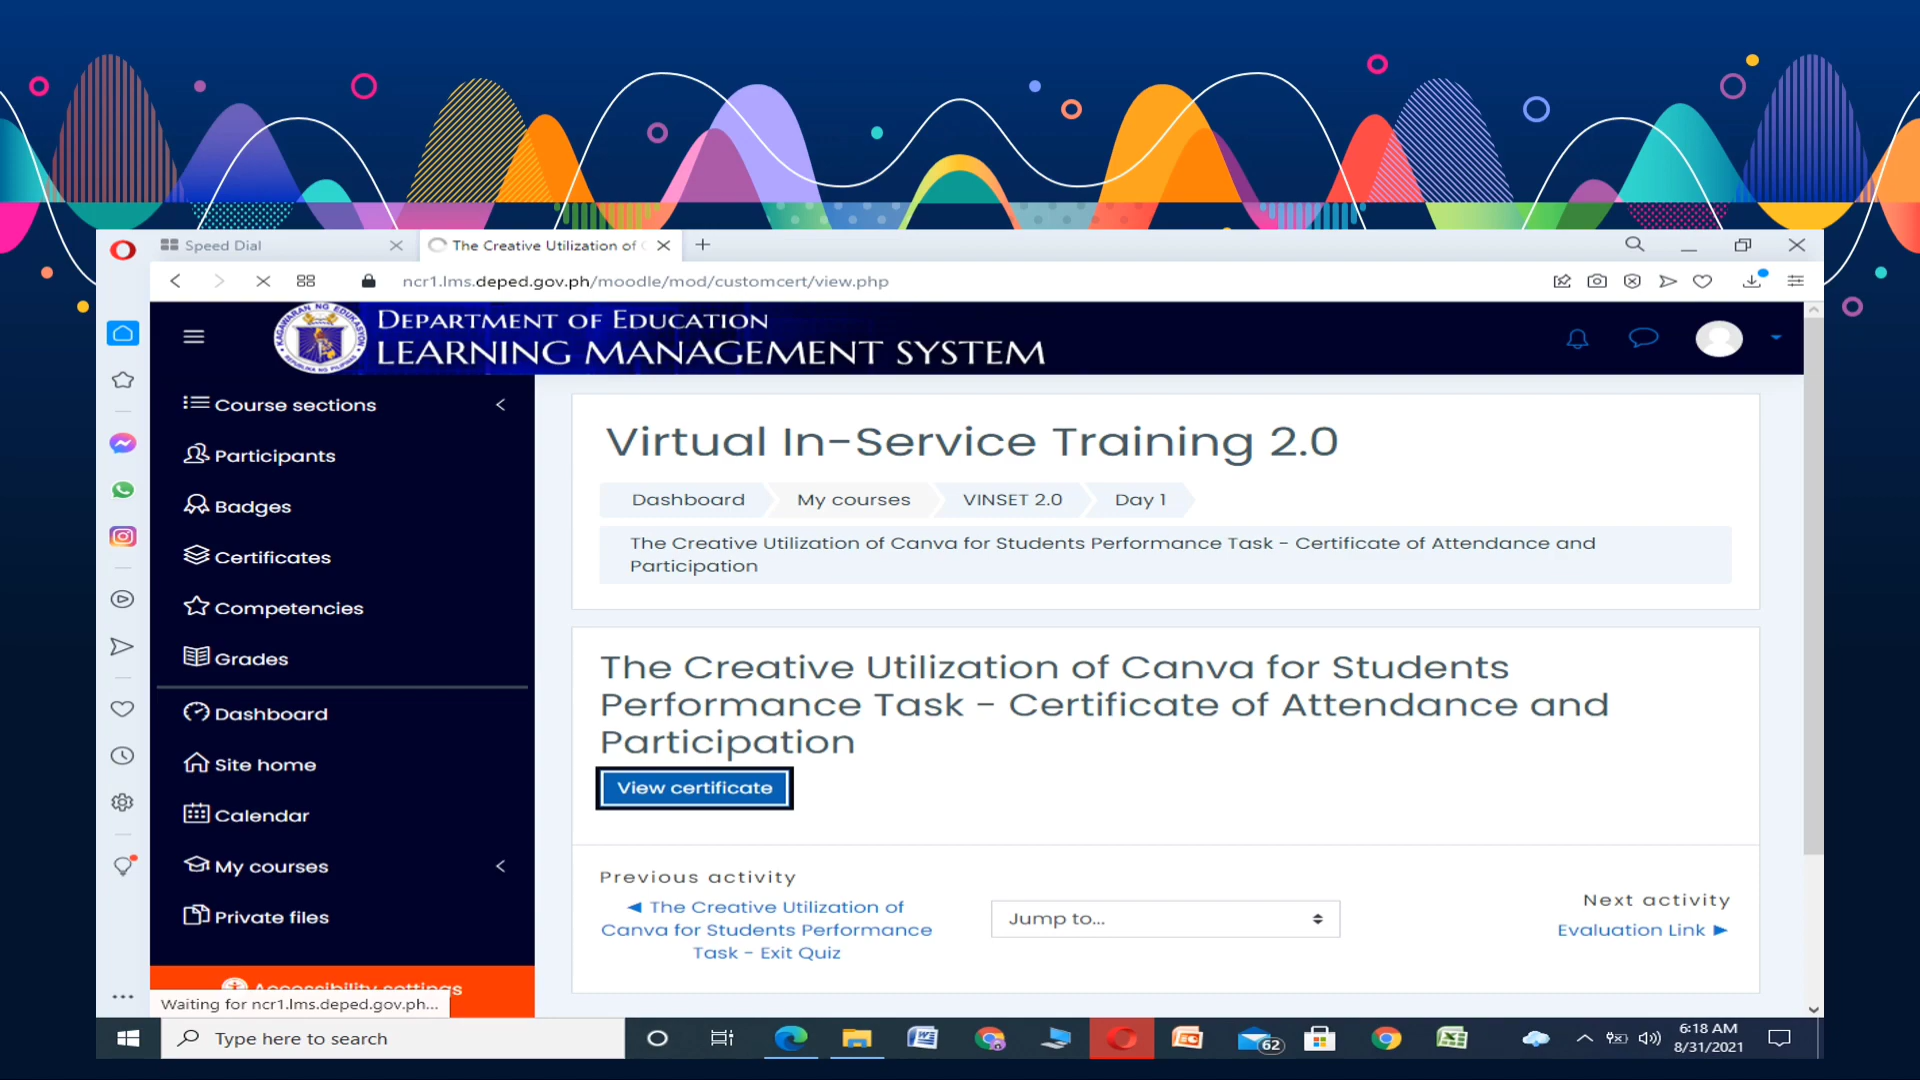 Speed Dial
The Creative Utilization of
ncr1.lms.deped.gov.ph/moodle/mod/customcert/view.php
DEPARTMENT OF EDUCATION
LEARNING MANAGEMENT SYSTEM
Course sections
Participants
Badges
Certificates
Competencies
Grades
Dashboard
Site home
Calendar
My courses
Private files
Accessibility settings
Waiting for ncr1.lms.deped.gov.ph...
Virtual In-Service Training 2.0
Dashboard
My courses
VINSET 2.0
Day 1
The Creative Utilization of Canva for Students Performance Task - Certificate of Attendance and
Participation
The Creative Utilization of Canva for Students
Performance Task - Certificate of Attendance and
Participation
View certificate
Previous activity
◄ The Creative Utilization of
Canva for Students Performance
Task - Exit Quiz
Jump to...
Next activity
Evaluation Link ►
Type here to search
62
6:18 AM
8/31/2021